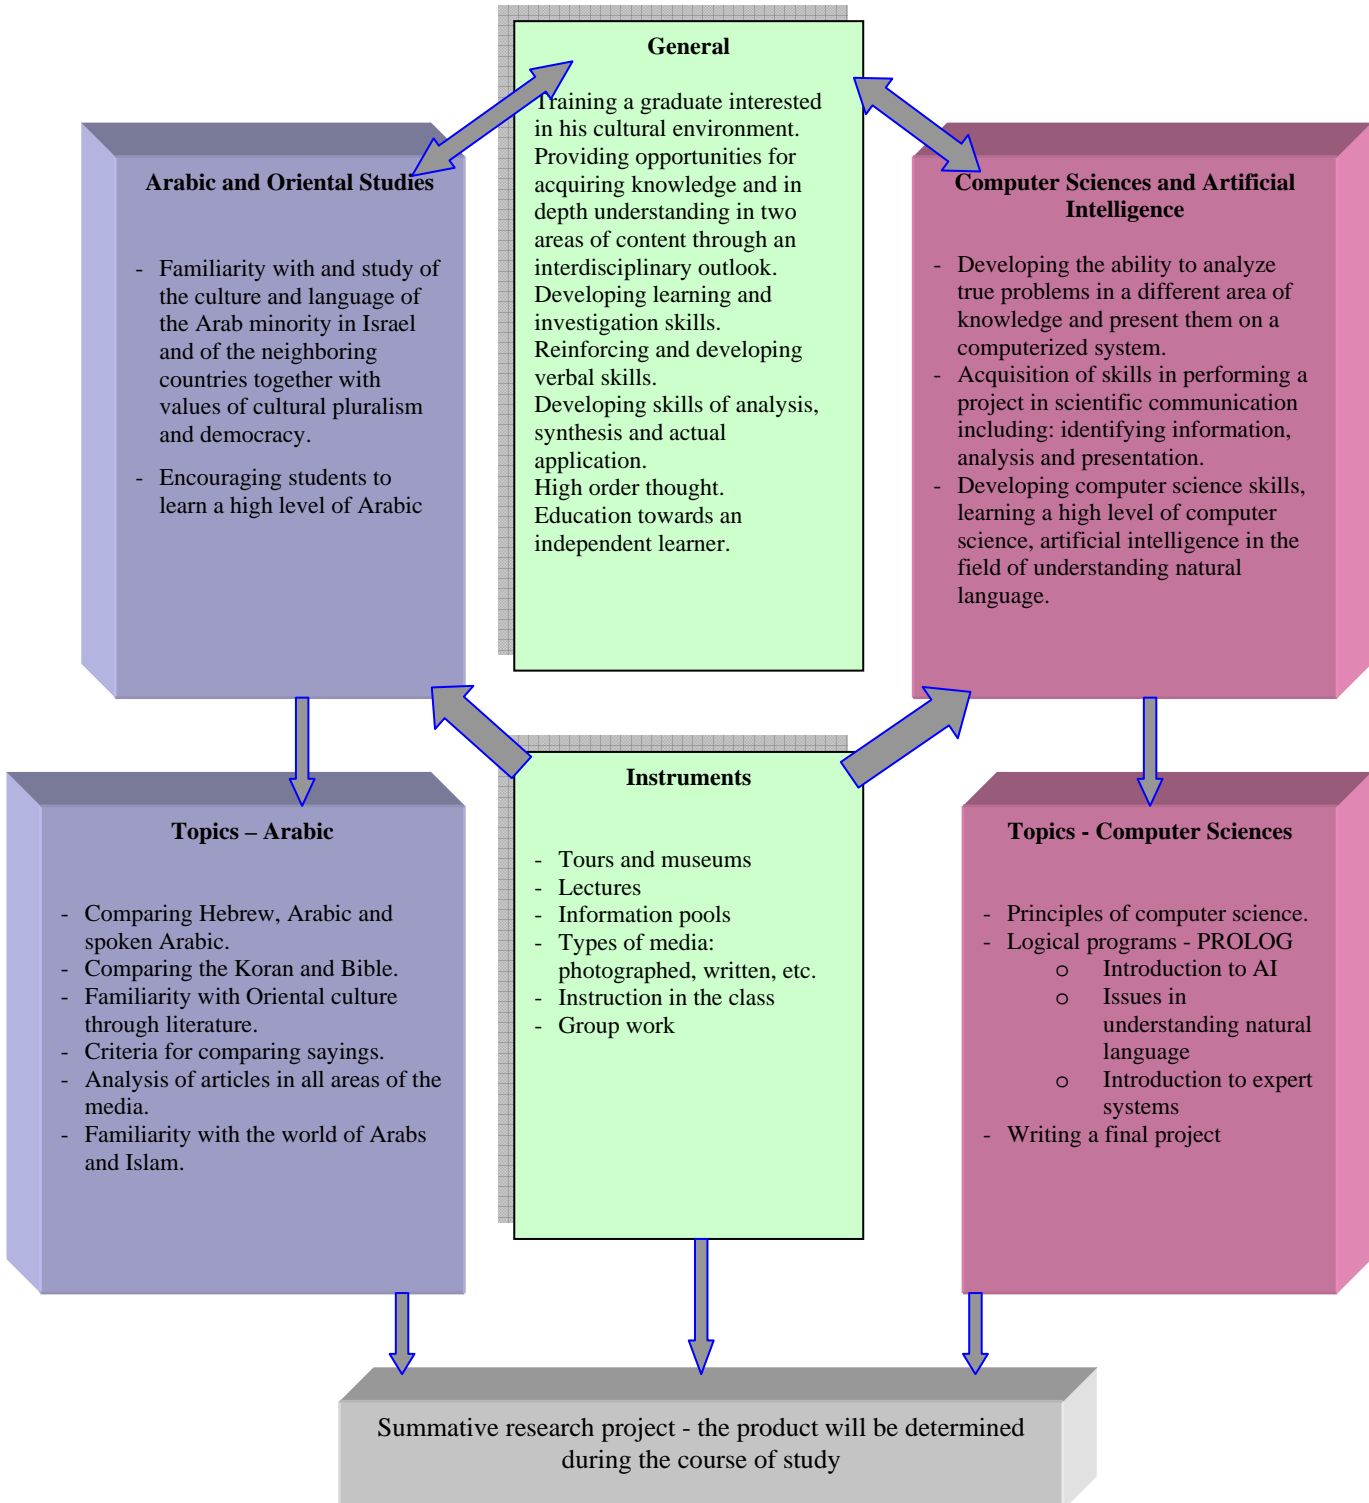 General
Training a graduate interested
in his cultural environment.
Providing opportunities for
acquiring knowledge and in
depth understanding in two
areas of content through an
interdisciplinary outlook.
Developing learning and
investigation skills.
Reinforcing and developing
verbal skills.
Developing skills of analysis,
synthesis and actual
application.
High order thought.
Education towards an
independent learner.
Arabic and Oriental Studies
- Familiarity with and study of
the culture and language of
the Arab minority in Israel
and of the neighboring
countries together with
values of cultural pluralism
and democracy.
- Encouraging students to
learn a high level of Arabic
Computer Sciences and Artificial
Intelligence
- Developing the ability to analyze
true problems in a different area of
knowledge and present them on a
computerized system.
- Acquisition of skills in performing a
project in scientific communication
including: identifying information,
analysis and presentation.
- Developing computer science skills,
learning a high level of computer
science, artificial intelligence in the
field of understanding natural
language.
Topics – Arabic
- Comparing Hebrew, Arabic and
spoken Arabic.
- Comparing the Koran and Bible.
- Familiarity with Oriental culture
through literature.
- Criteria for comparing sayings.
- Analysis of articles in all areas of the
media.
- Familiarity with the world of Arabs
and Islam.
Instruments
- Tours and museums
- Lectures
- Information pools
- Types of media:
photographed, written, etc.
- Instruction in the class
- Group work
Topics - Computer Sciences
- Principles of computer science.
- Logical programs - PROLOG
o Introduction to AI
o Issues in
understanding natural
language
o Introduction to expert
systems
- Writing a final project
Summative research project - the product will be determined
during the course of study